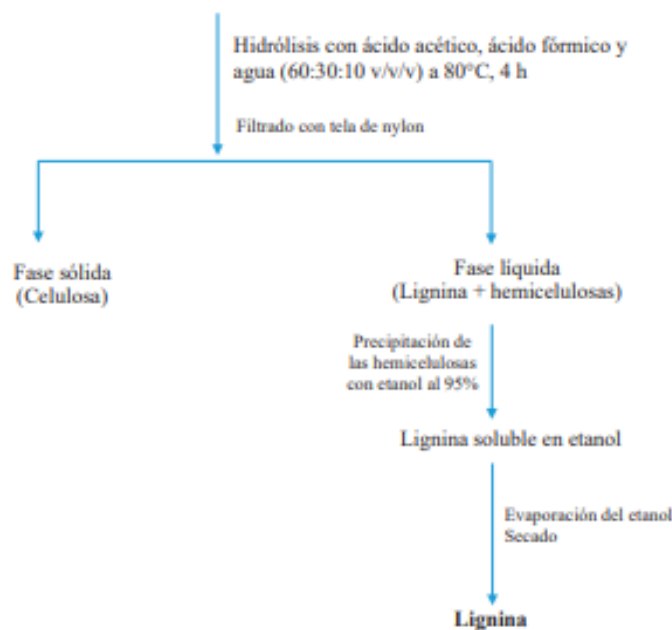 Hidrólisis con ácido acético, ácido fórmico y
agua (60:30:10 v/v/v) a 80°C, 4 h
Filtrado con tela de nylon
Fase sólida
(Celulosa)
Fase líquida
(Lignina + hemicelulosas)
Precipitación de
las hemicelulosas
con etanol al 95%
Lignina soluble en etanol
Evaporación del etanol
Secado
Lignina